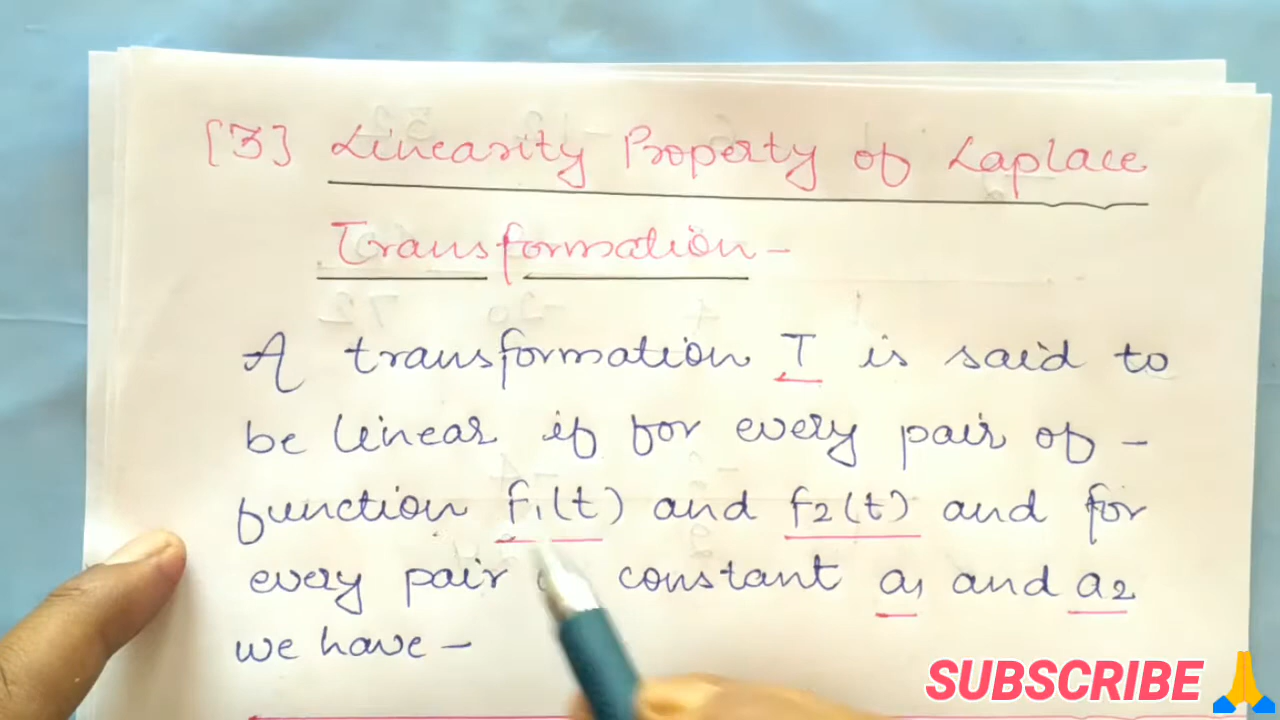 [3] Linearity Property of Laplace
Transformation-
A transformation T is said to
be linear if for every pair of -
function f1(t) and f2(t) and for
every pair constant a1 and a2
we have -
SUBSCRIBE